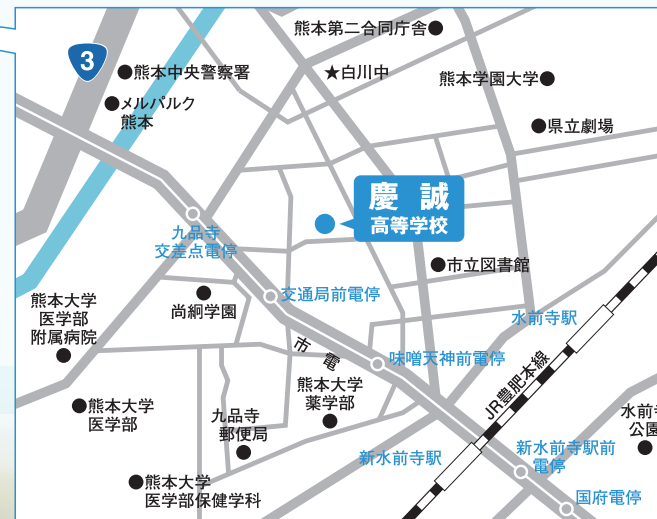 熊本第二合同庁舎
3
熊本中央警察署
★白川中
熊本学園大学
メルパルク
熊本
県立劇場
慶誠
高等学校
九品寺
交差点電停
市立図書館
尚絅学園
交通局前電停
熊本大学
医学部
附属病院
水前寺駅
市電
味噌天神前電停
JR豊肥本線
熊本大学
薬学部
熊本大学
医学部
九品寺
郵便局
水前寺
公園
新水前寺駅
新水前寺駅前
電停
熊本大学
医学部保健学科
国府電停